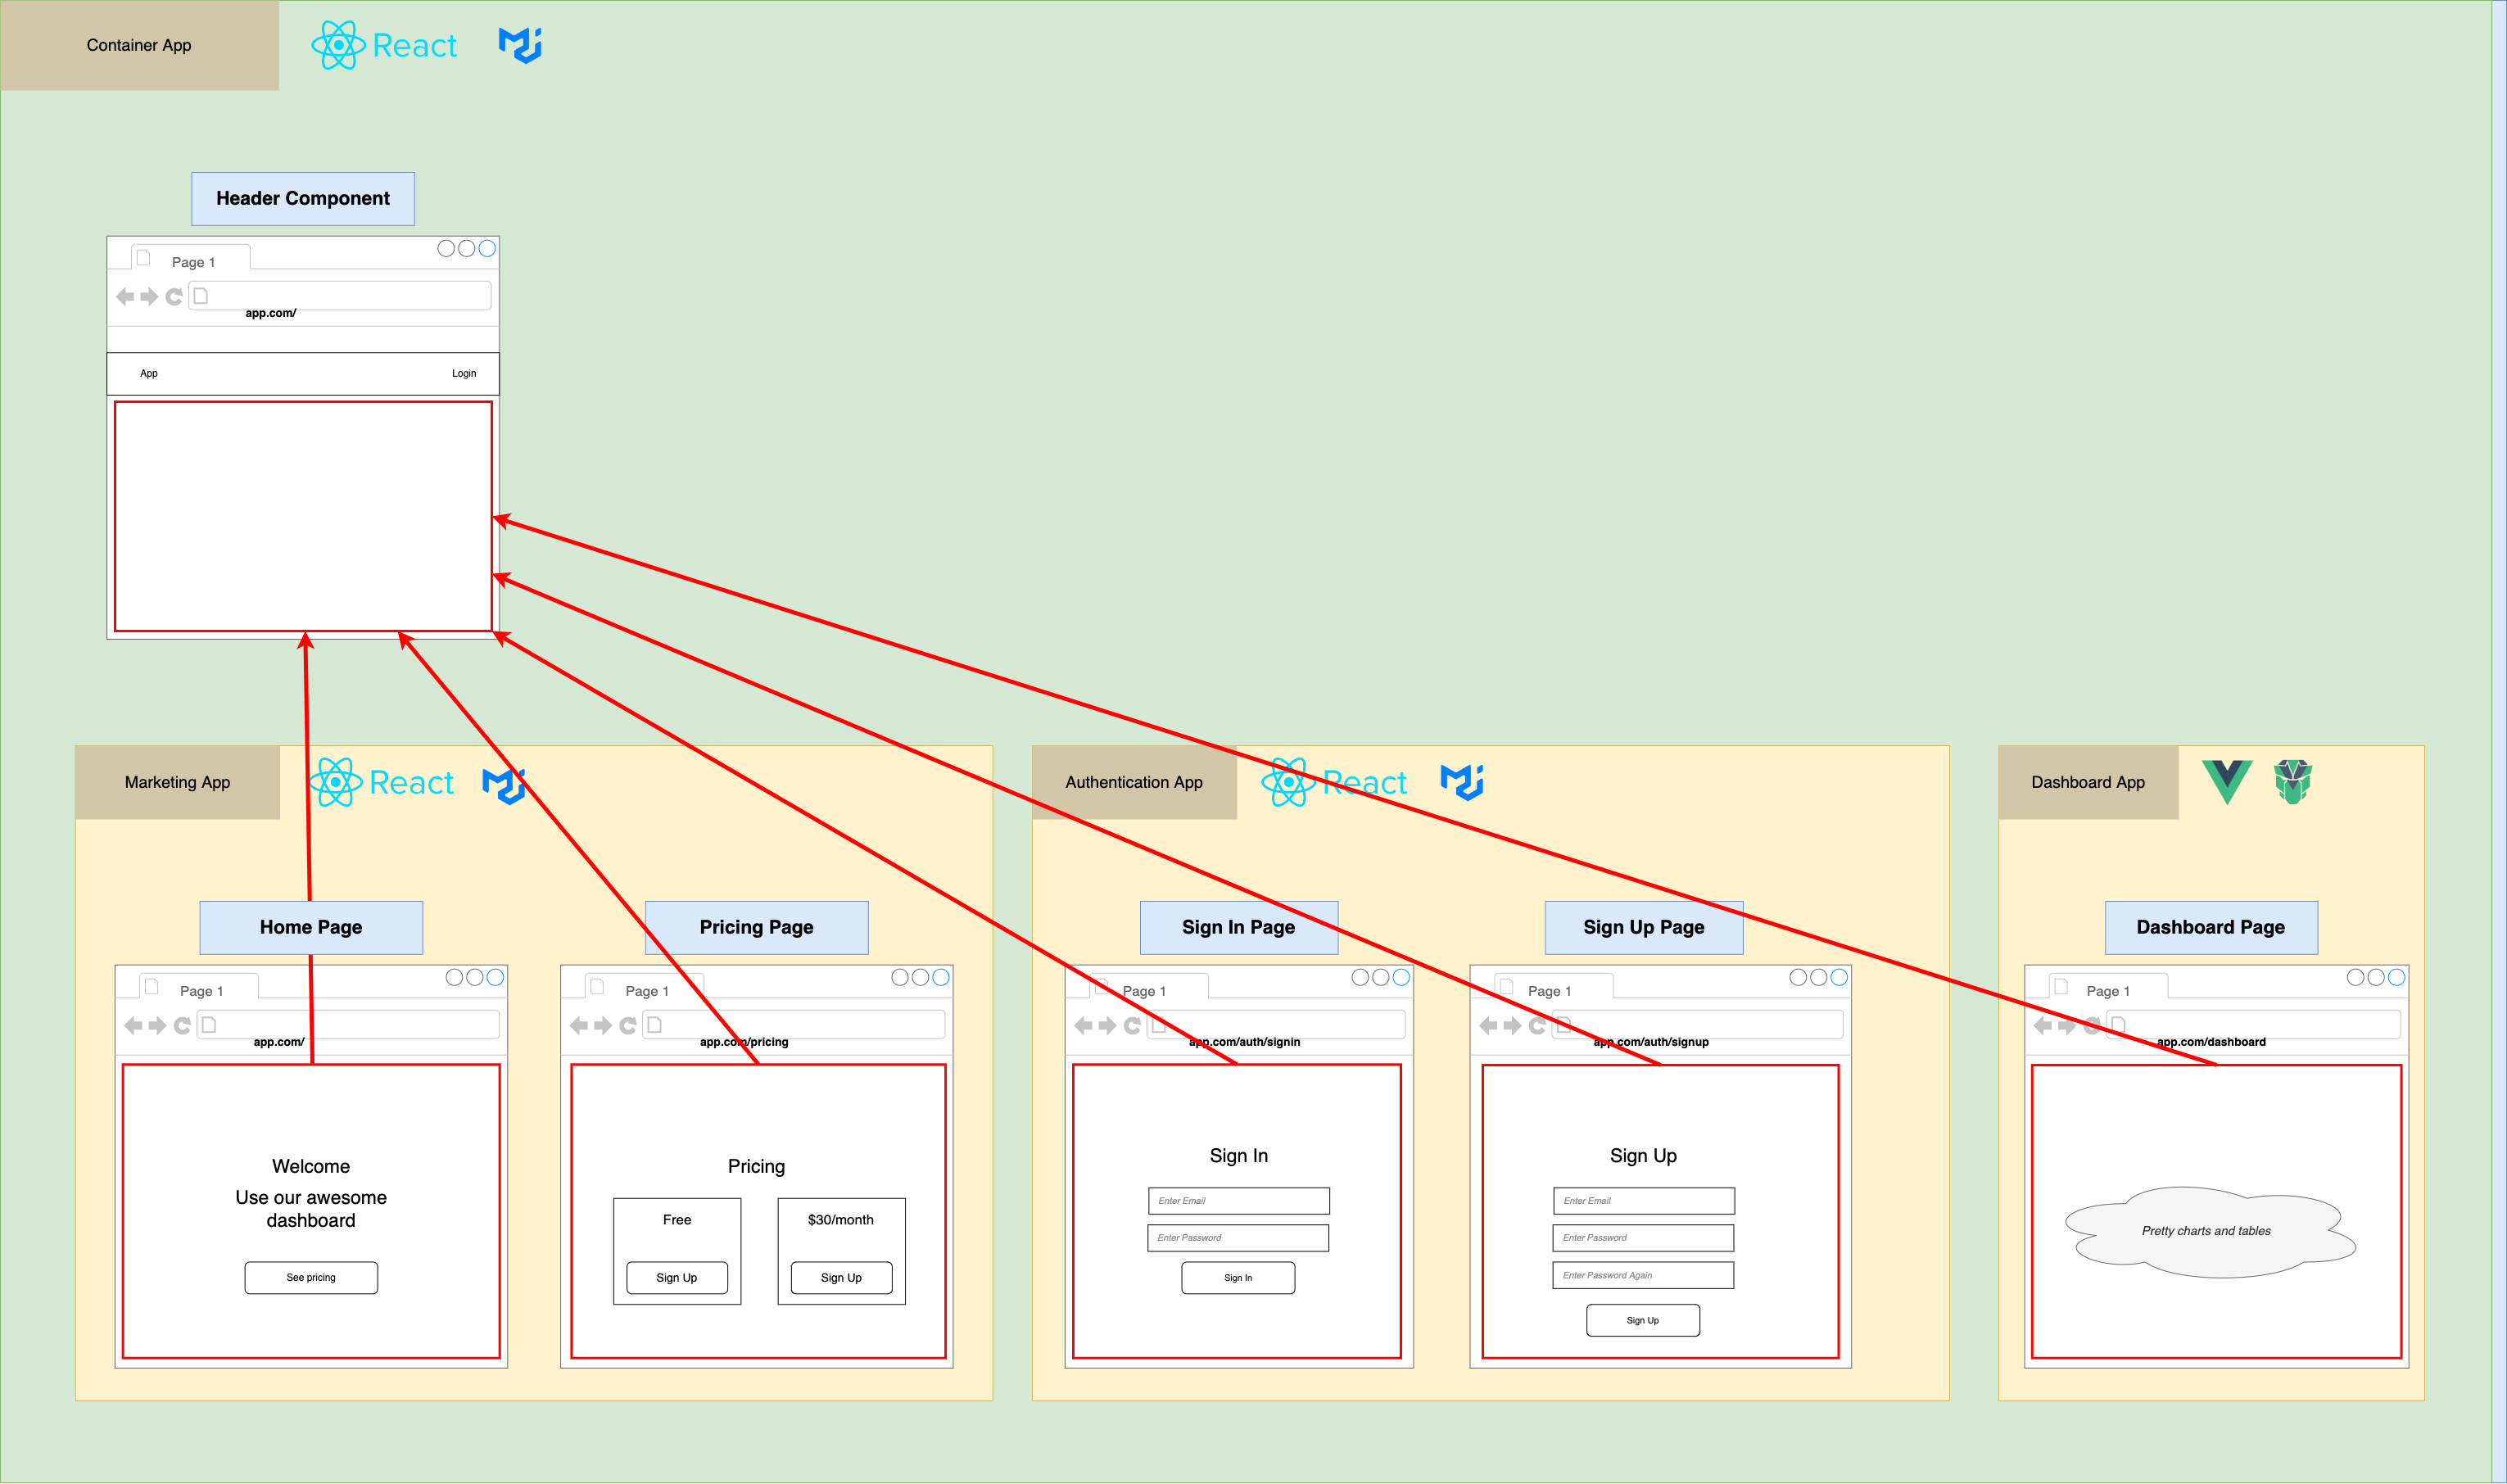 Container App
React
Header Component
Page 1
app.com/
App
Login
Marketing App
React
Authentication App
React
Dashboard App
Home Page
Pricing Page
Sign In Page
Sign Up Page
Dashboard Page
Page 1
app.com/
Welcome
Use our awesome
dashboard
See pricing
Page 1
app.com/pricing
Pricing
Free
Sign Up
$30/month
Sign Up
Page 1
app.com/auth/signin
Sign In
Enter Email
Enter Password
Sign In
Page 1
app.com/auth/signup
Sign Up
Enter Email
Enter Password
Enter Password Again
Sign Up
Page 1
app.com/dashboard
Pretty charts and tables